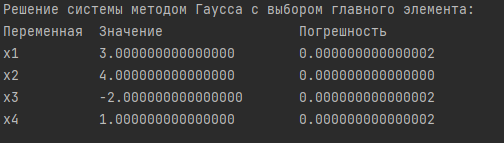 Решение системы методом Гаусса с выбором главного элемента:
Переменная Значение Погрешность
x1 3.000000000000000 0.000000000000002
x2 4.000000000000000 0.000000000000000
x3 -2.000000000000000 0.000000000000002
x4 1.000000000000000 0.000000000000002